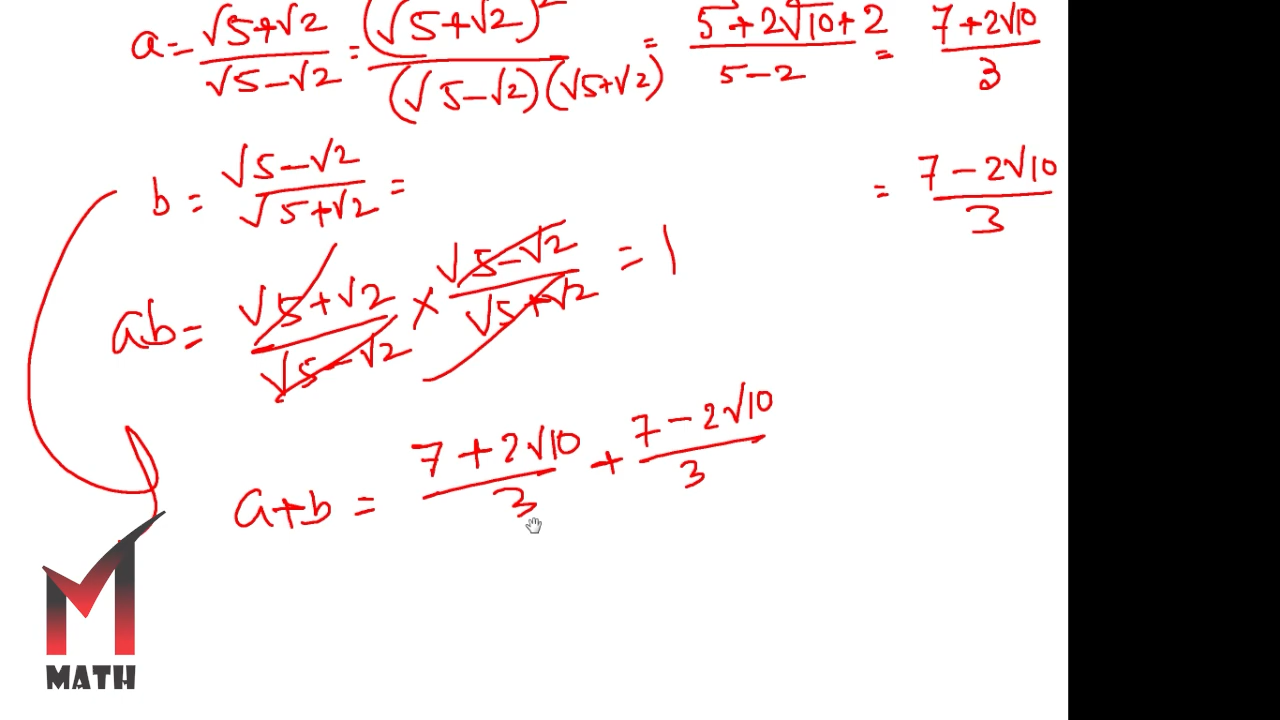 a = √5+√2 / √5−√2 = (√5+√2)² / (√5−√2)(√5+√2) = 5+2√10+2 / 5−2 = 7+2√10 / 3
b = √5−√2 / √5+√2 = = 7−2√10 / 3
ab = √5+√2 / √5−√2 × √5−√2 / √5+√2 = 1
a+b = 7+2√10 / 3 + 7−2√10 / 3
M
MATH